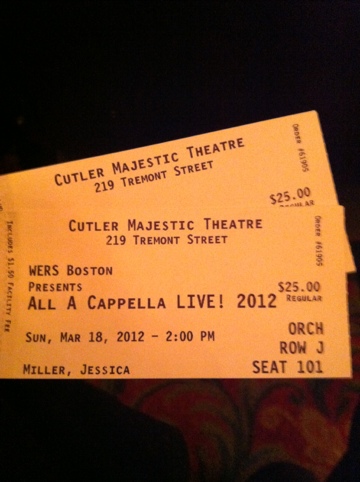 CUTLER MAJESTIC THEATRE
219 TREMONT STREET
ORDER #61955
$25.00
CUTLER MAJESTIC THEATRE
219 TREMONT STREET
ORDER #61955
INCLUDES $1.50 FACILITY FEE
WERS BOSTON
PRESENTS
$25.00
ALL A CAPPELLA LIVE! 2012
REGULAR
SUN, MAR 18, 2012 - 2:00 PM
ORCH
ROW J
MILLER, JESSICA
SEAT 101